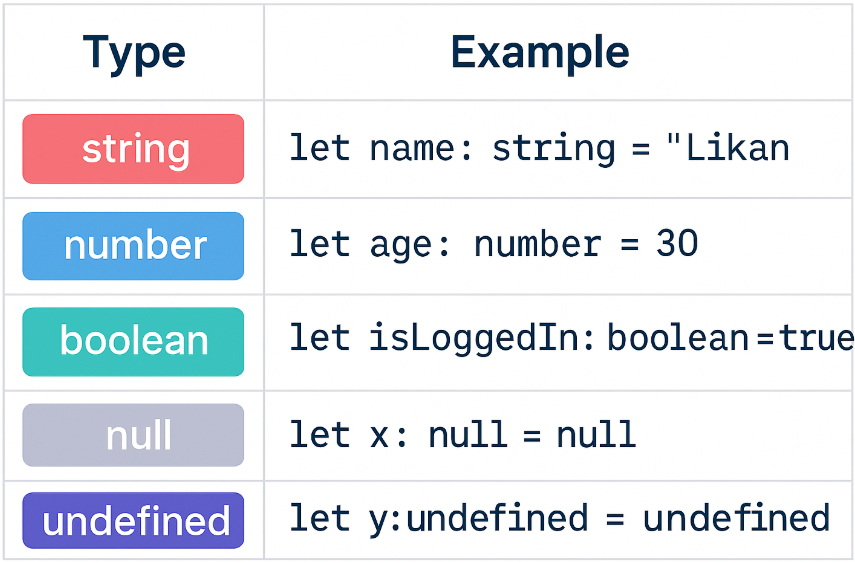 Type Example
string let name: string = "Likan
number let age: number = 30
boolean let isLoggedIn: boolean=true
null let x: null = null
undefined let y:undefined = undefined